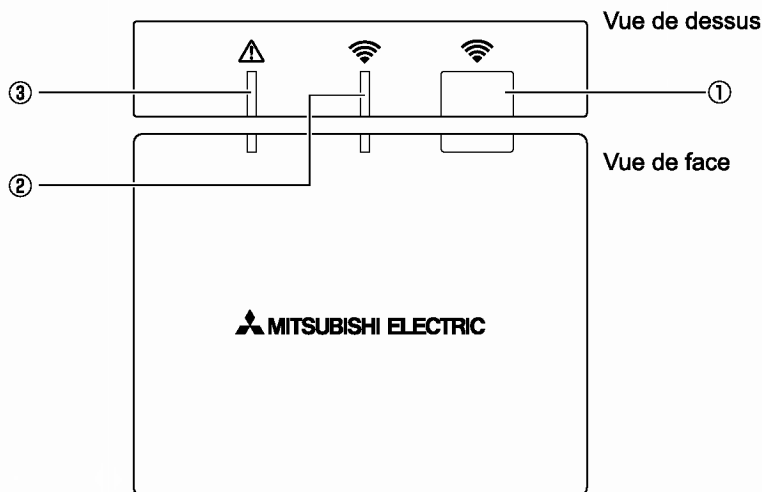 Vue de dessus
③
①
②
Vue de face
MITSUBISHI ELECTRIC